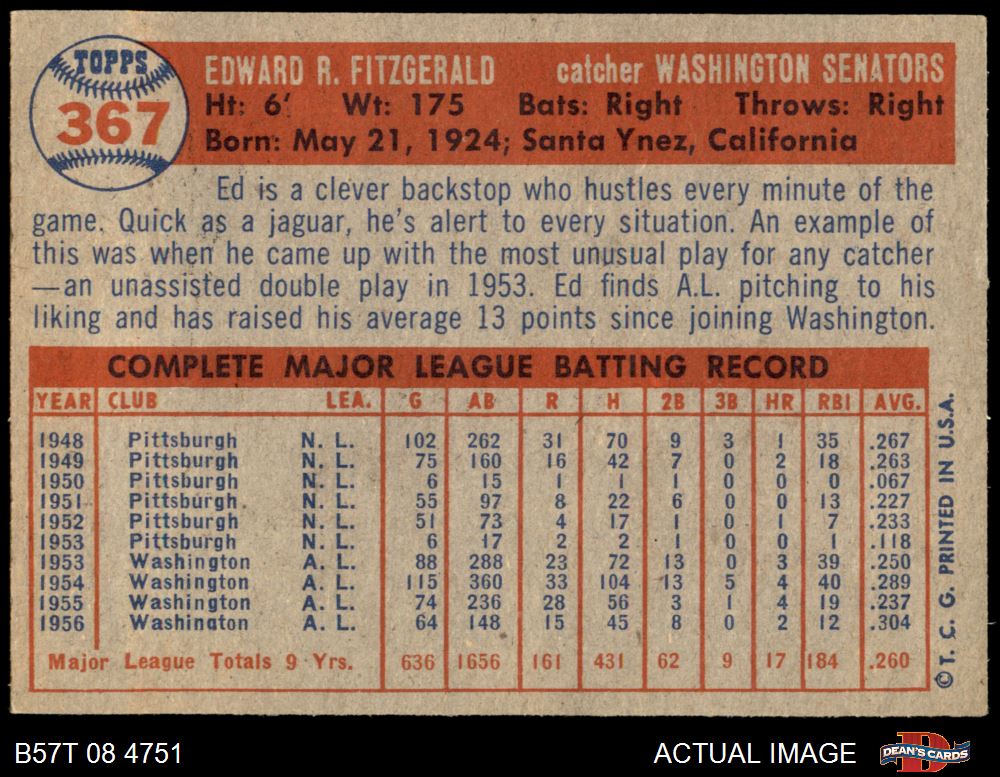 TOPPS
367
EDWARD R. FITZGERALD catcher WASHINGTON SENATORS
Ht: 6' Wt: 175 Bats: Right Throws: Right
Born: May 21, 1924; Santa Ynez, California
Ed is a clever backstop who hustles every minute of the
game. Quick as a jaguar, he's alert to every situation. An example of
this was when he came up with the most unusual play for any catcher
—an unassisted double play in 1953. Ed finds A.L. pitching to his
liking and has raised his average 13 points since joining Washington.
COMPLETE MAJOR LEAGUE BATTING RECORD
YEAR CLUB LEA. G AB R H 2B 3B HR RBI AVG.
1948 Pittsburgh N. L. 102 262 31 70 9 3 1 35 .267
1949 Pittsburgh N. L. 75 160 16 42 7 0 2 18 .263
1950 Pittsburgh N. L. 6 15 1 1 1 0 0 0 .067
1951 Pittsburgh N. L. 55 97 8 22 6 0 0 13 .227
1952 Pittsburgh N. L. 51 73 4 17 1 0 1 7 .233
1953 Pittsburgh N. L. 6 17 2 2 1 0 0 1 .118
1953 Washington A. L. 88 288 23 72 13 0 3 39 .250
1954 Washington A. L. 115 360 33 104 13 5 4 40 .289
1955 Washington A. L. 74 236 28 56 3 1 4 19 .237
1956 Washington A. L. 64 148 15 45 8 0 2 12 .304
Major League Totals 9 Yrs. 636 1656 161 431 62 9 17 184 .260
© T. C. G. PRINTED IN U.S.A.
B57T 08 4751 ACTUAL IMAGE DEAN'S CARDS